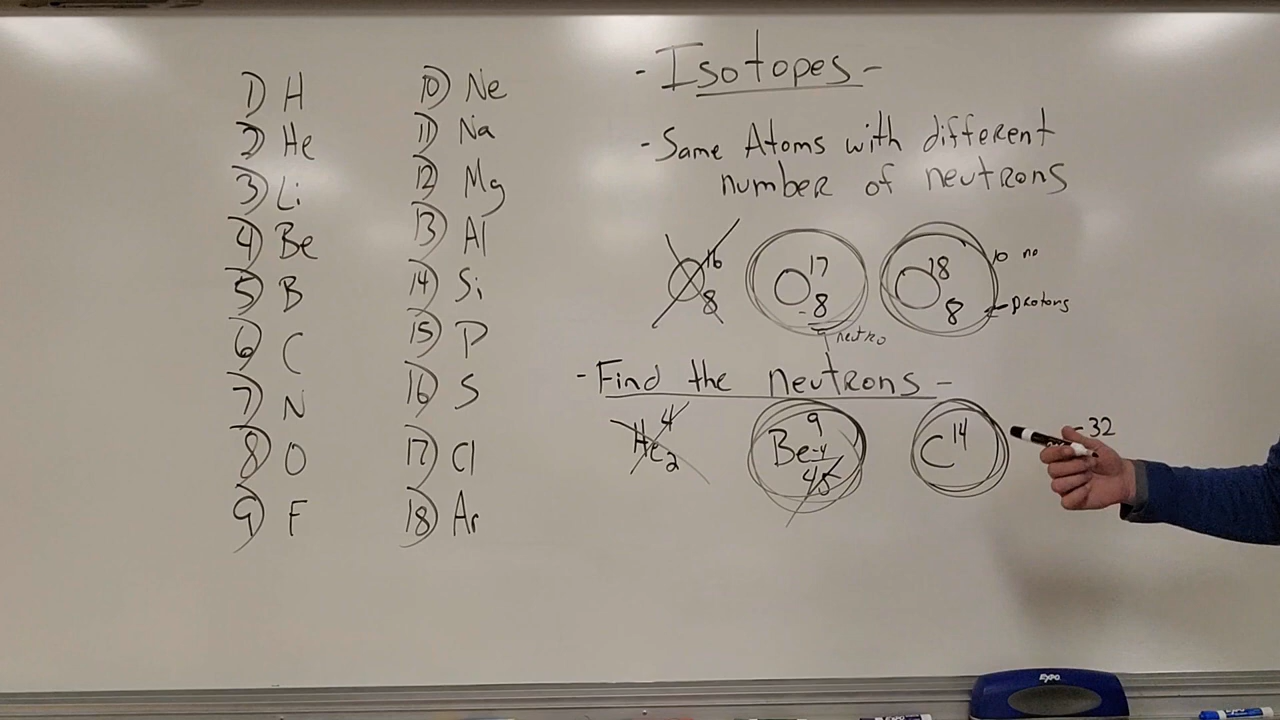 1) H
2) He
3) Li
4) Be
5) B
6) C
7) N
8) O
9) F
10) Ne
11) Na
12) Mg
13) Al
14) Si
15) P
16) S
17) Cl
18) Ar
- Isotopes -
- Same Atoms with different
number of neutrons
O 16 8
O 17 -8
neutro
O 18 8
10 no
protons
- Find the neutrons -
He 4 2
Be 9 -4
C 14
32
EXPO
EXPO